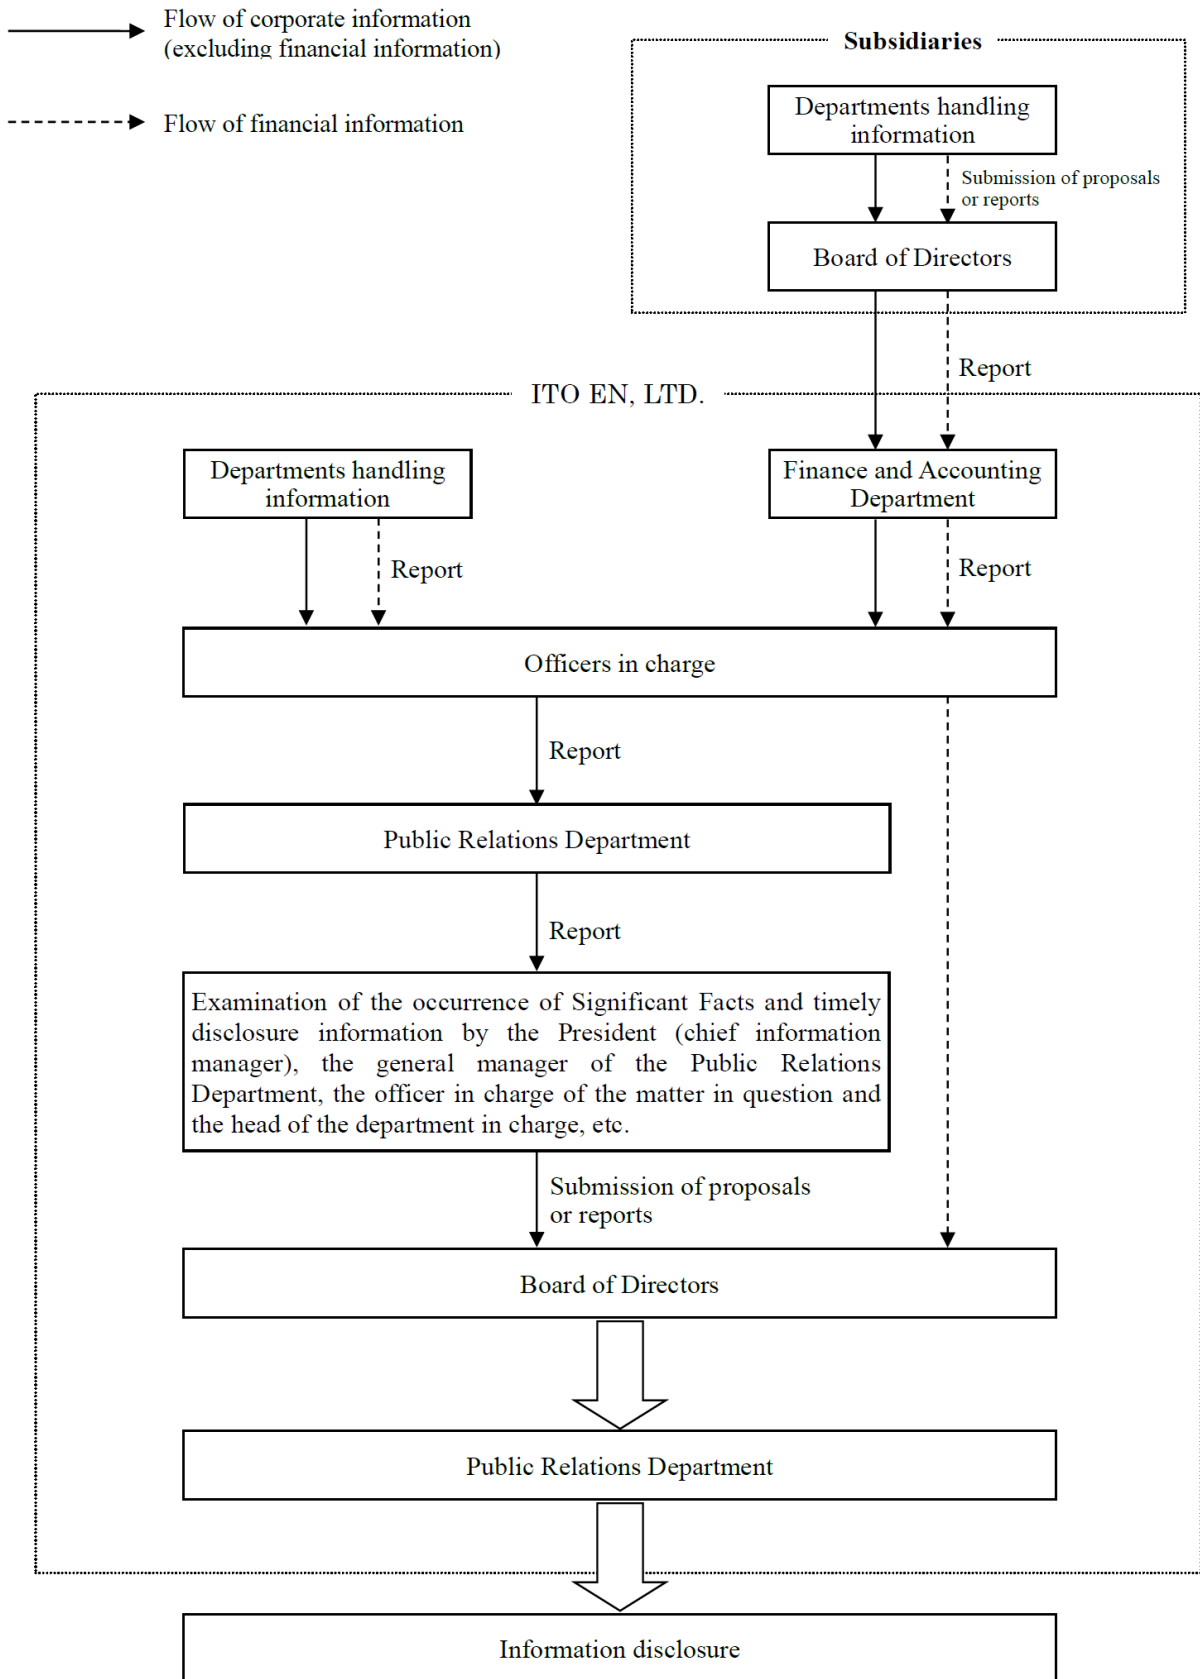 Flow of corporate information
(excluding financial information)
Flow of financial information
Subsidiaries
Departments handling
information
Submission of proposals
or reports
Board of Directors
Report
ITO EN, LTD.
Departments handling
information
Finance and Accounting
Department
Report
Report
Officers in charge
Report
Public Relations Department
Report
Examination of the occurrence of Significant Facts and timely
disclosure information by the President (chief information
manager), the general manager of the Public Relations
Department, the officer in charge of the matter in question and
the head of the department in charge, etc.
Submission of proposals
or reports
Board of Directors
Public Relations Department
Information disclosure